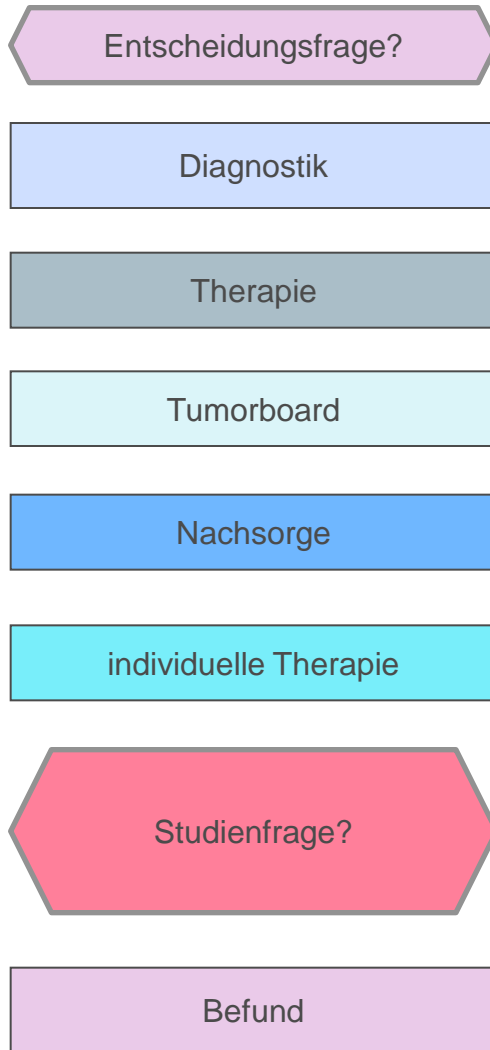 Entscheidungsfrage?
Diagnostik
Therapie
Tumorboard
Nachsorge
individuelle Therapie
Studienfrage?
Befund